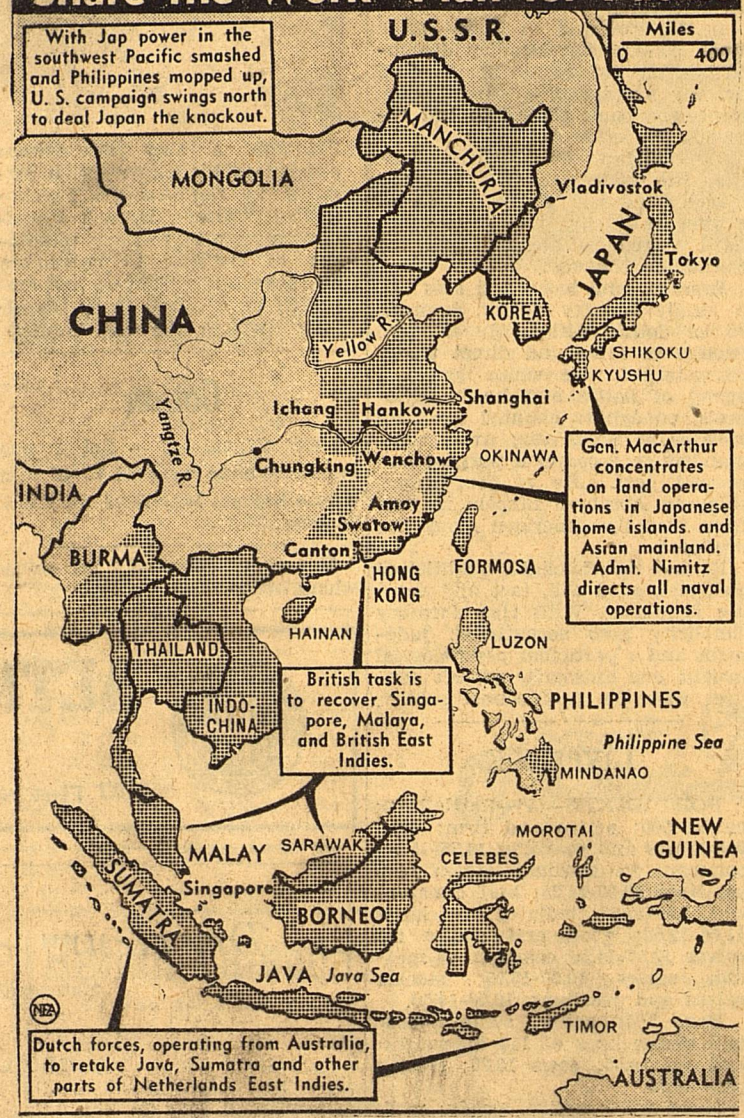 With Jap power in the
southwest Pacific smashed
and Philippines mopped up,
U. S. campaign swings north
to deal Japan the knockout.
U. S. S. R.
Miles
0 400
MANCHURIA
MONGOLIA
Vladivostok
JAPAN
Tokyo
CHINA
KOREA
Yellow R.
SHIKOKU
KYUSHU
Shanghai
Ichang
Hankow
Yangtze R.
Chungking
Wenchow
OKINAWA
INDIA
Gen. MacArthur
concentrates
on land opera-
tions in Japanese
home islands and
Asian mainland.
Adml. Nimitz
directs all naval
operations.
Amoy
Swatow
BURMA
Canton
HONG
KONG
FORMOSA
HAINAN
LUZON
THAILAND
British task is
to recover Singa-
pore, Malaya,
and British East
Indies.
INDO-
CHINA
PHILIPPINES
Philippine Sea
MINDANAO
MOROTAI
NEW
GUINEA
MALAY
SARAWAK
CELEBES
SUMATRA
Singapore
BORNEO
JAVA
Java Sea
NEA
TIMOR
Dutch forces, operating from Australia,
to retake Java, Sumatra and other
parts of Netherlands East Indies.
AUSTRALIA